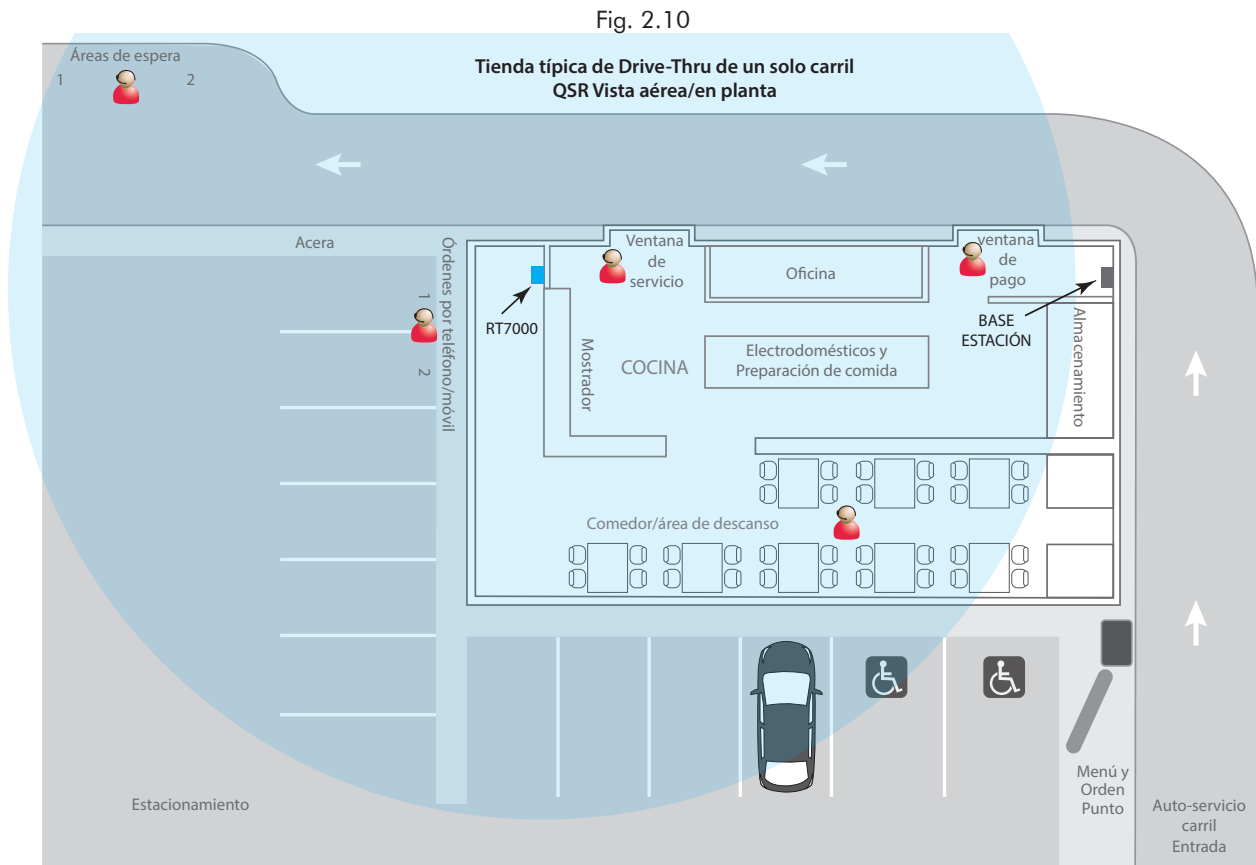 Fig. 2.10
Áreas de espera
1
2
Tienda típica de Drive-Thru de un solo carril
QSR Vista aérea/en planta
Acera
Órdenes por teléfono/móvil
1
2
Ventana
de
servicio
Oficina
ventana
de
pago
RT7000
BASE
ESTACIÓN
Mostrador
COCINA
Electrodomésticos y
Preparación de comida
Almacenamiento
Comedor/área de descanso
Estacionamiento
Menú y
Orden
Punto
Auto-servicio
carril
Entrada